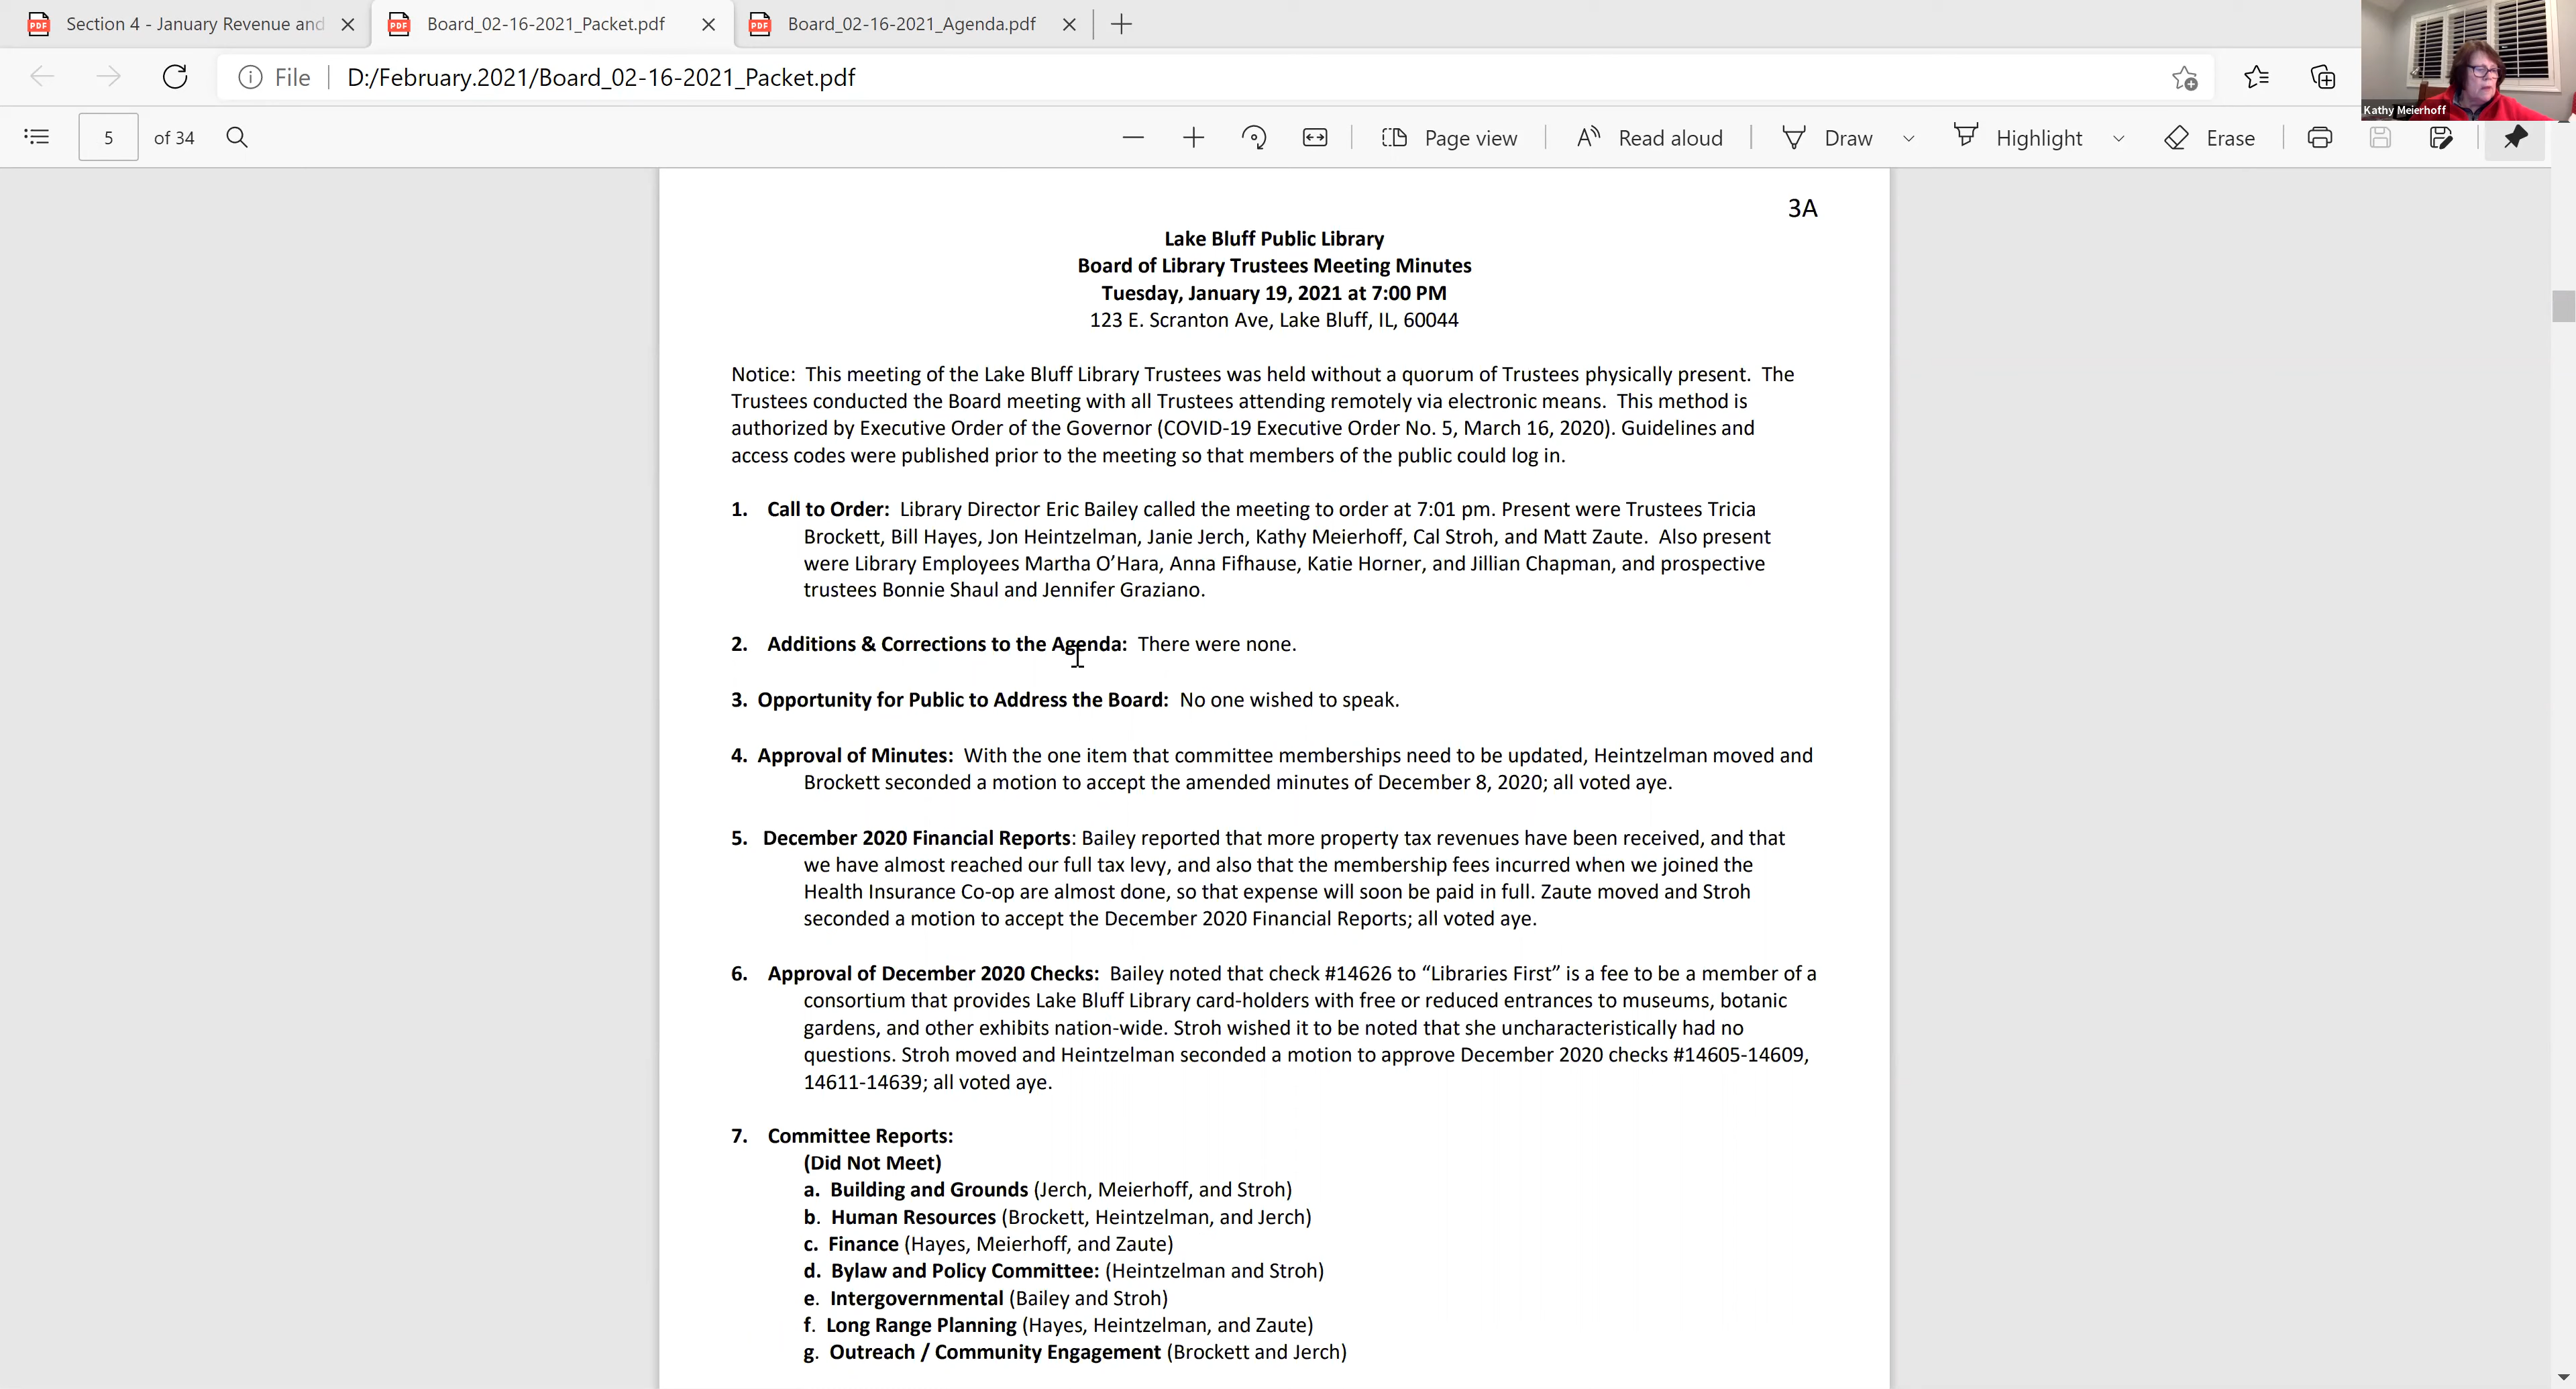 Section 4 - January Revenue and
Board_02-16-2021_Packet.pdf
Board_02-16-2021_Agenda.pdf
File
D:/February.2021/Board_02-16-2021_Packet.pdf
Kathy Meierhoff
5 of 34
Page view
Read aloud
Draw
Highlight
Erase
3A
Lake Bluff Public Library
Board of Library Trustees Meeting Minutes
Tuesday, January 19, 2021 at 7:00 PM
123 E. Scranton Ave, Lake Bluff, IL, 60044
Notice:  This meeting of the Lake Bluff Library Trustees was held without a quorum of Trustees physically present.  The
Trustees conducted the Board meeting with all Trustees attending remotely via electronic means.  This method is
authorized by Executive Order of the Governor (COVID-19 Executive Order No. 5, March 16, 2020). Guidelines and
access codes were published prior to the meeting so that members of the public could log in.
1. Call to Order:  Library Director Eric Bailey called the meeting to order at 7:01 pm. Present were Trustees Tricia
Brockett, Bill Hayes, Jon Heintzelman, Janie Jerch, Kathy Meierhoff, Cal Stroh, and Matt Zaute.  Also present
were Library Employees Martha O’Hara, Anna Fifhause, Katie Horner, and Jillian Chapman, and prospective
trustees Bonnie Shaul and Jennifer Graziano.
2. Additions & Corrections to the Agenda:  There were none.
3. Opportunity for Public to Address the Board:  No one wished to speak.
4. Approval of Minutes:  With the one item that committee memberships need to be updated, Heintzelman moved and
Brockett seconded a motion to accept the amended minutes of December 8, 2020; all voted aye.
5. December 2020 Financial Reports: Bailey reported that more property tax revenues have been received, and that
we have almost reached our full tax levy, and also that the membership fees incurred when we joined the
Health Insurance Co-op are almost done, so that expense will soon be paid in full. Zaute moved and Stroh
seconded a motion to accept the December 2020 Financial Reports; all voted aye.
6. Approval of December 2020 Checks:  Bailey noted that check #14626 to “Libraries First” is a fee to be a member of a
consortium that provides Lake Bluff Library card-holders with free or reduced entrances to museums, botanic
gardens, and other exhibits nation-wide. Stroh wished it to be noted that she uncharacteristically had no
questions. Stroh moved and Heintzelman seconded a motion to approve December 2020 checks #14605-14609,
14611-14639; all voted aye.
7. Committee Reports:
(Did Not Meet)
a. Building and Grounds (Jerch, Meierhoff, and Stroh)
b. Human Resources (Brockett, Heintzelman, and Jerch)
c. Finance (Hayes, Meierhoff, and Zaute)
d. Bylaw and Policy Committee: (Heintzelman and Stroh)
e. Intergovernmental (Bailey and Stroh)
f. Long Range Planning (Hayes, Heintzelman, and Zaute)
g. Outreach / Community Engagement (Brockett and Jerch)